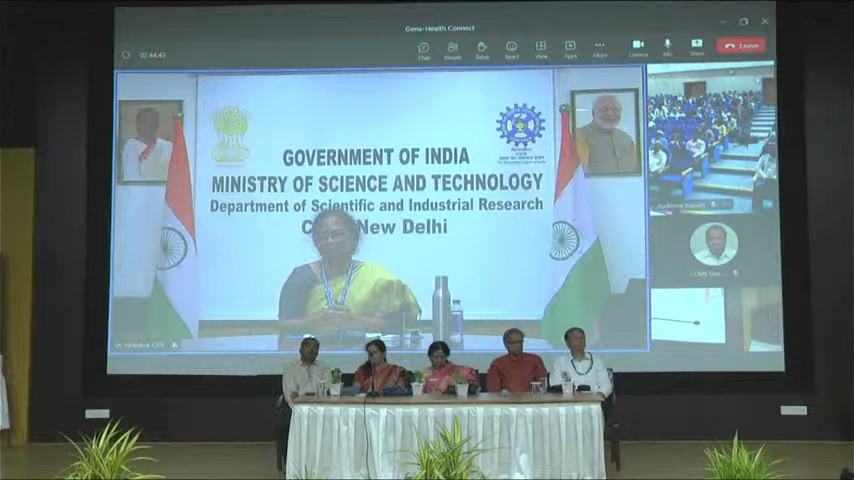 Gene-Health Connect
02:44:43
Chat
People
Raise
React
View
Apps
More
Camera
Mic
Share
Leave
GOVERNMENT OF INDIA
MINISTRY OF SCIENCE AND TECHNOLOGY
Department of Scientific and Industrial Research
New Delhi